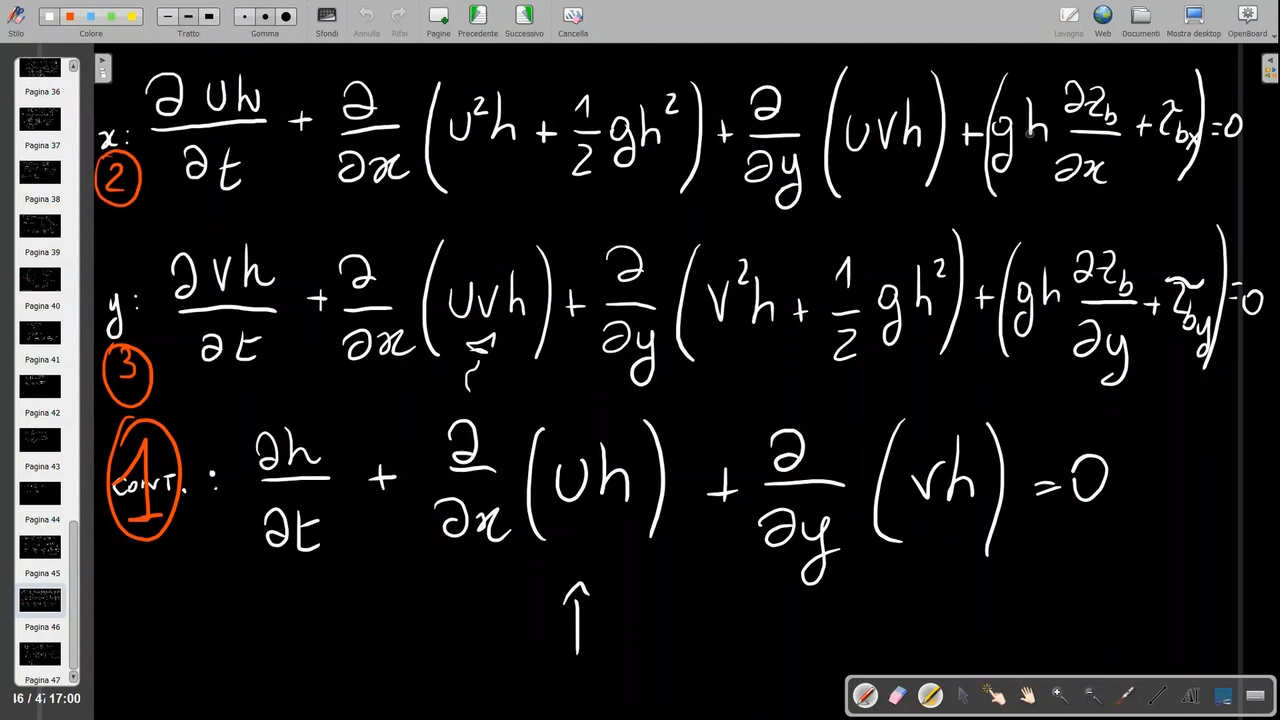 Stilo Colore Tratto Gomma Sfondi Annulla Rifai Pagine Precedente Successivo Cancella Lavagna Web Documenti Mostra desktop OpenBoard
Pagina 36
Pagina 37
Pagina 38
Pagina 39
Pagina 40
Pagina 41
Pagina 42
Pagina 43
Pagina 44
Pagina 45
Pagina 46
Pagina 47
46 / 47 17:00
x: ∂Uh/∂t + ∂/∂x (U²h + 1/2 gh²) + ∂/∂y (UVh) + (gh ∂z_b/∂x + τ_bx) = 0
2
y: ∂Vh/∂t + ∂/∂x (UVh) + ∂/∂y (V²h + 1/2 gh²) + (gh ∂z_b/∂y + τ_by) = 0
3
1 CONT. : ∂h/∂t + ∂/∂x (Uh) + ∂/∂y (Vh) = 0